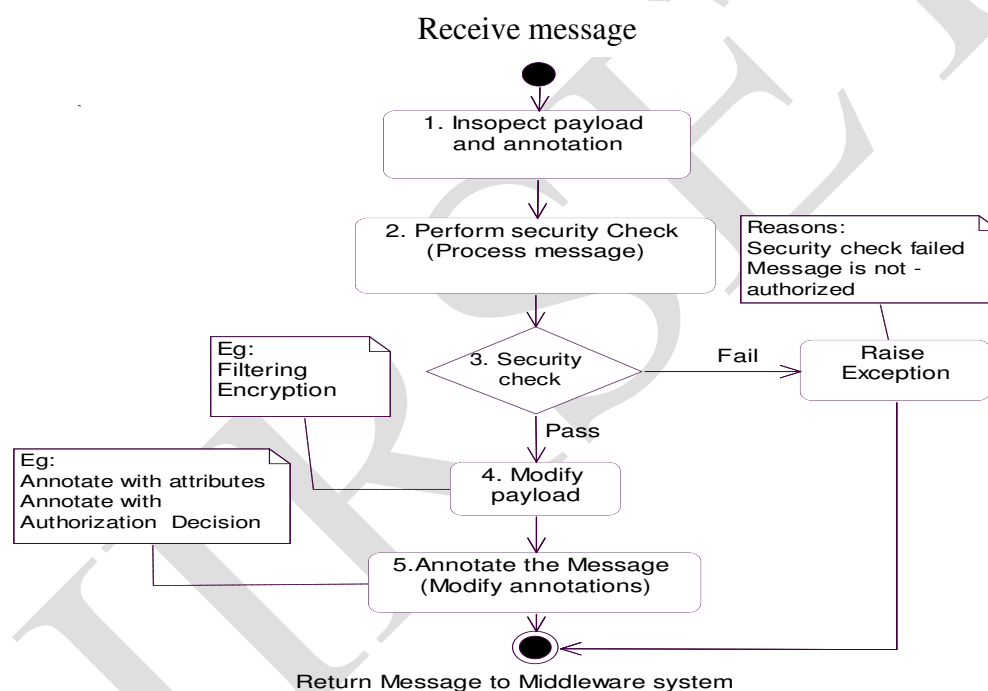 Receive message
1. Insopect payload
and annotation
2. Perform security Check
(Process message)
Reasons:
Security check failed
Message is not -
authorized
3. Security
check
Fail
Raise
Exception
Eg:
Filtering
Encryption
Pass
Eg:
Annotate with attributes
Annotate with
Authorization Decision
4. Modify
payload
5.Annotate the Message
(Modify annotations)
Return Message to Middleware system